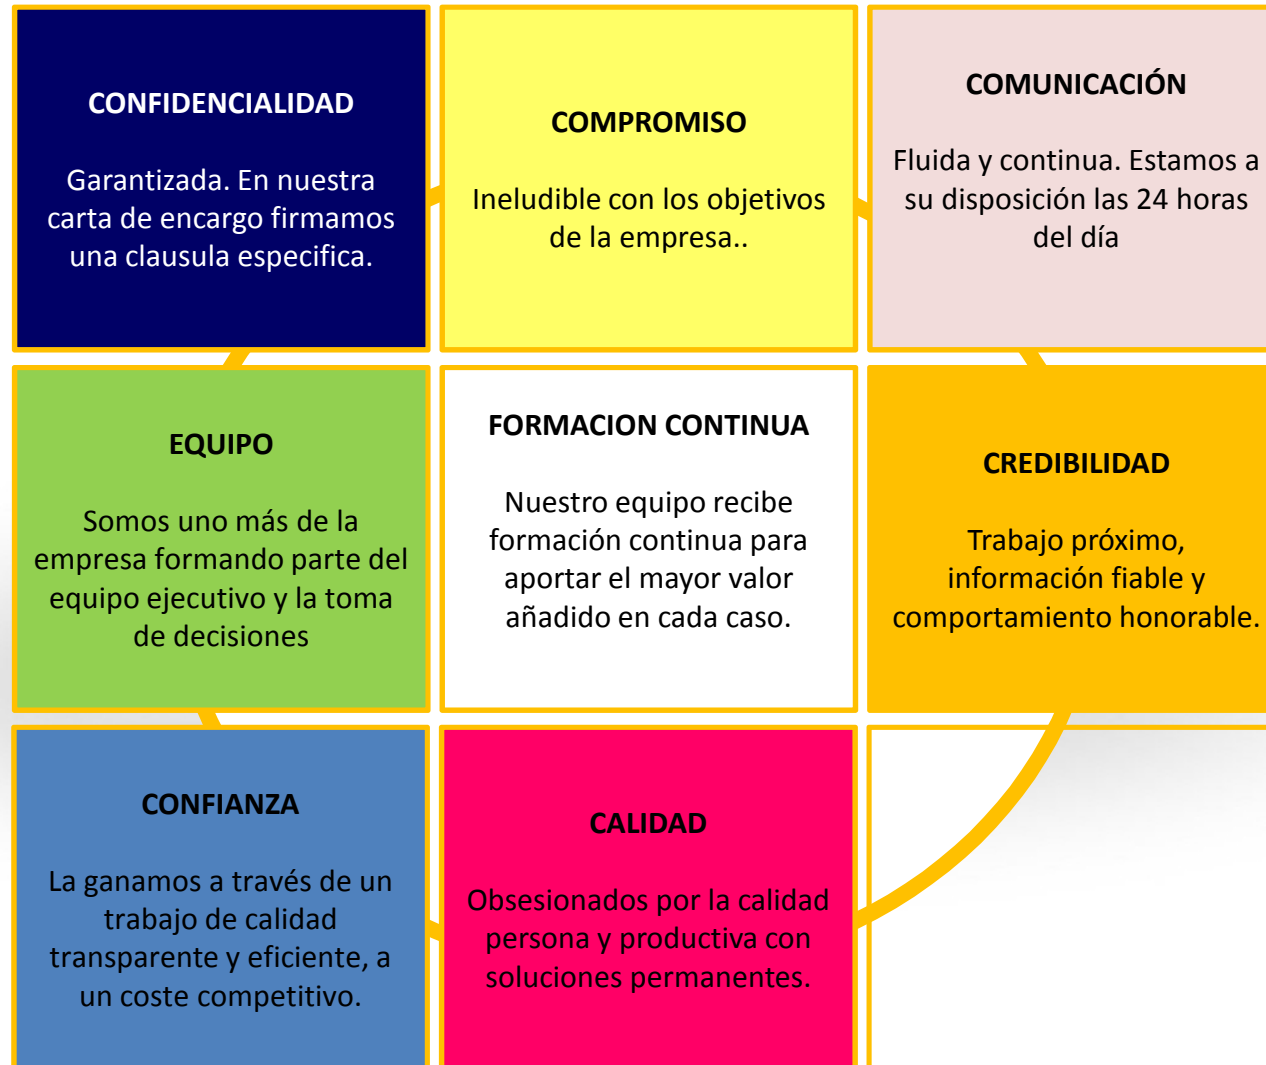 CONFIDENCIALIDAD
Garantizada. En nuestra
carta de encargo firmamos
una clausula especifica.
COMPROMISO
Ineludible con los objetivos
de la empresa..
COMUNICACIÓN
Fluida y continua. Estamos a
su disposición las 24 horas
del día
EQUIPO
Somos uno más de la
empresa formando parte del
equipo ejecutivo y la toma
de decisiones
FORMACION CONTINUA
Nuestro equipo recibe
formación continua para
aportar el mayor valor
añadido en cada caso.
CREDIBILIDAD
Trabajo próximo,
información fiable y
comportamiento honorable.
CONFIANZA
La ganamos a través de un
trabajo de calidad
transparente y eficiente, a
un coste competitivo.
CALIDAD
Obsesionados por la calidad
persona y productiva con
soluciones permanentes.